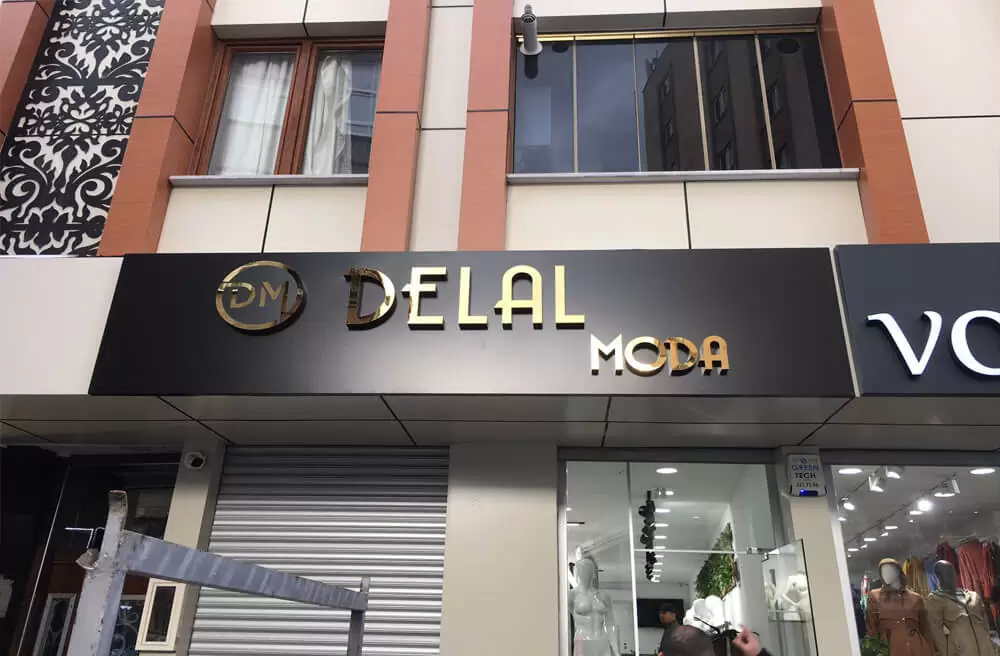 DM
DELAL
MODA
VO
GREEN
TECH